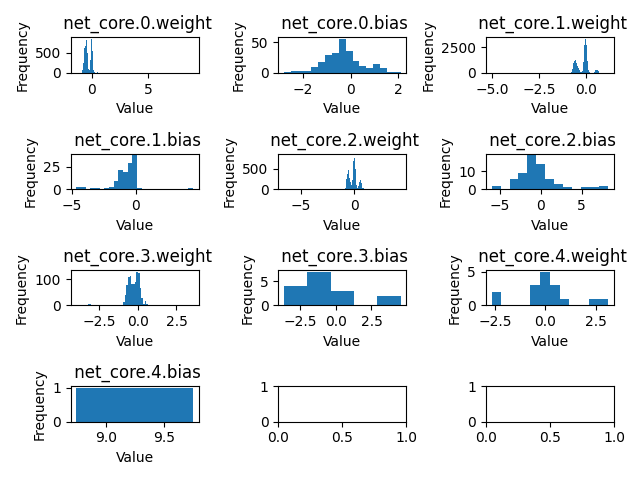 net_core.0.weight
Frequency
500
0
0
5
Value
net_core.0.bias
Frequency
50
0
−2
0
2
Value
net_core.1.weight
Frequency
2500
0
−5.0
−2.5
0.0
Value
net_core.1.bias
Frequency
25
0
−5
0
Value
net_core.2.weight
Frequency
500
0
−5
0
Value
net_core.2.bias
Frequency
10
0
−5
0
5
Value
net_core.3.weight
Frequency
100
0
−2.5
0.0
2.5
Value
net_core.3.bias
Frequency
5
0
−2.5
0.0
2.5
Value
net_core.4.weight
Frequency
5
0
−2.5
0.0
2.5
Value
net_core.4.bias
Frequency
1
0
9.0
9.5
Value
1
0
0.0
0.5
1.0
1
0
0.0
0.5
1.0